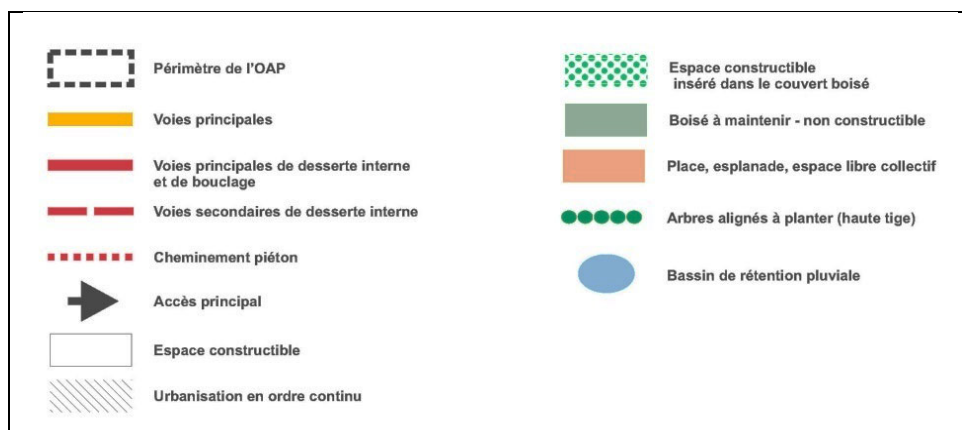 Périmètre de l'OAP
Voies principales
Voies principales de desserte interne
et de bouclage
Voies secondaires de desserte interne
Cheminement piéton
Accès principal
Espace constructible
Urbanisation en ordre continu
Espace constructible
inséré dans le couvert boisé
Boisé à maintenir - non constructible
Place, esplanade, espace libre collectif
Arbres alignés à planter (haute tige)
Bassin de rétention pluviale